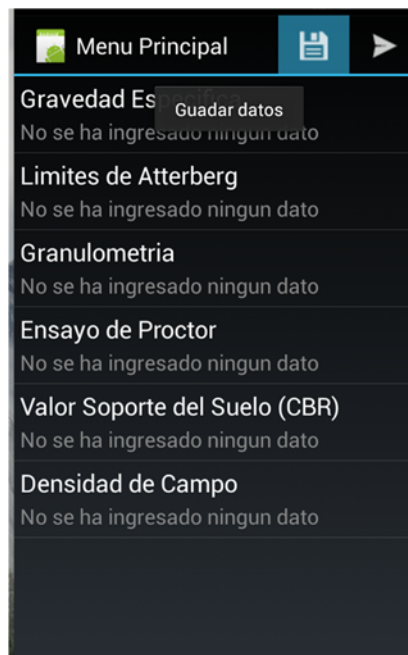 Menu Principal
Gravedad Especifica
Guadar datos
No se ha ingresado ningun dato
Limites de Atterberg
No se ha ingresado ningun dato
Granulometria
No se ha ingresado ningun dato
Ensayo de Proctor
No se ha ingresado ningun dato
Valor Soporte del Suelo (CBR)
No se ha ingresado ningun dato
Densidad de Campo
No se ha ingresado ningun dato